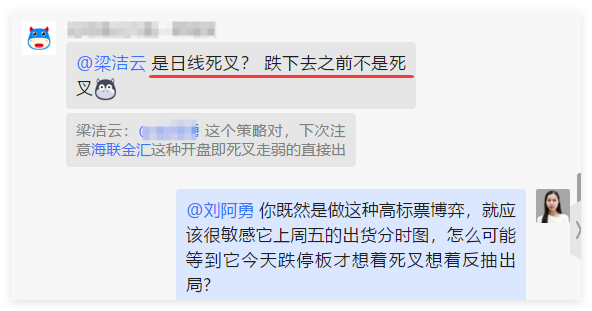 @梁洁云 是日线死叉? 跌下去之前不是死
叉
梁洁云: 这个策略对，下次注
意海联金汇这种开盘即死叉走弱的直接出
@刘阿勇 你既然是做这种高标票博弈，就应
该很敏感它上周五的出货分时图，怎么可能
等到它今天跌停板才想着死叉想着反抽出
局?